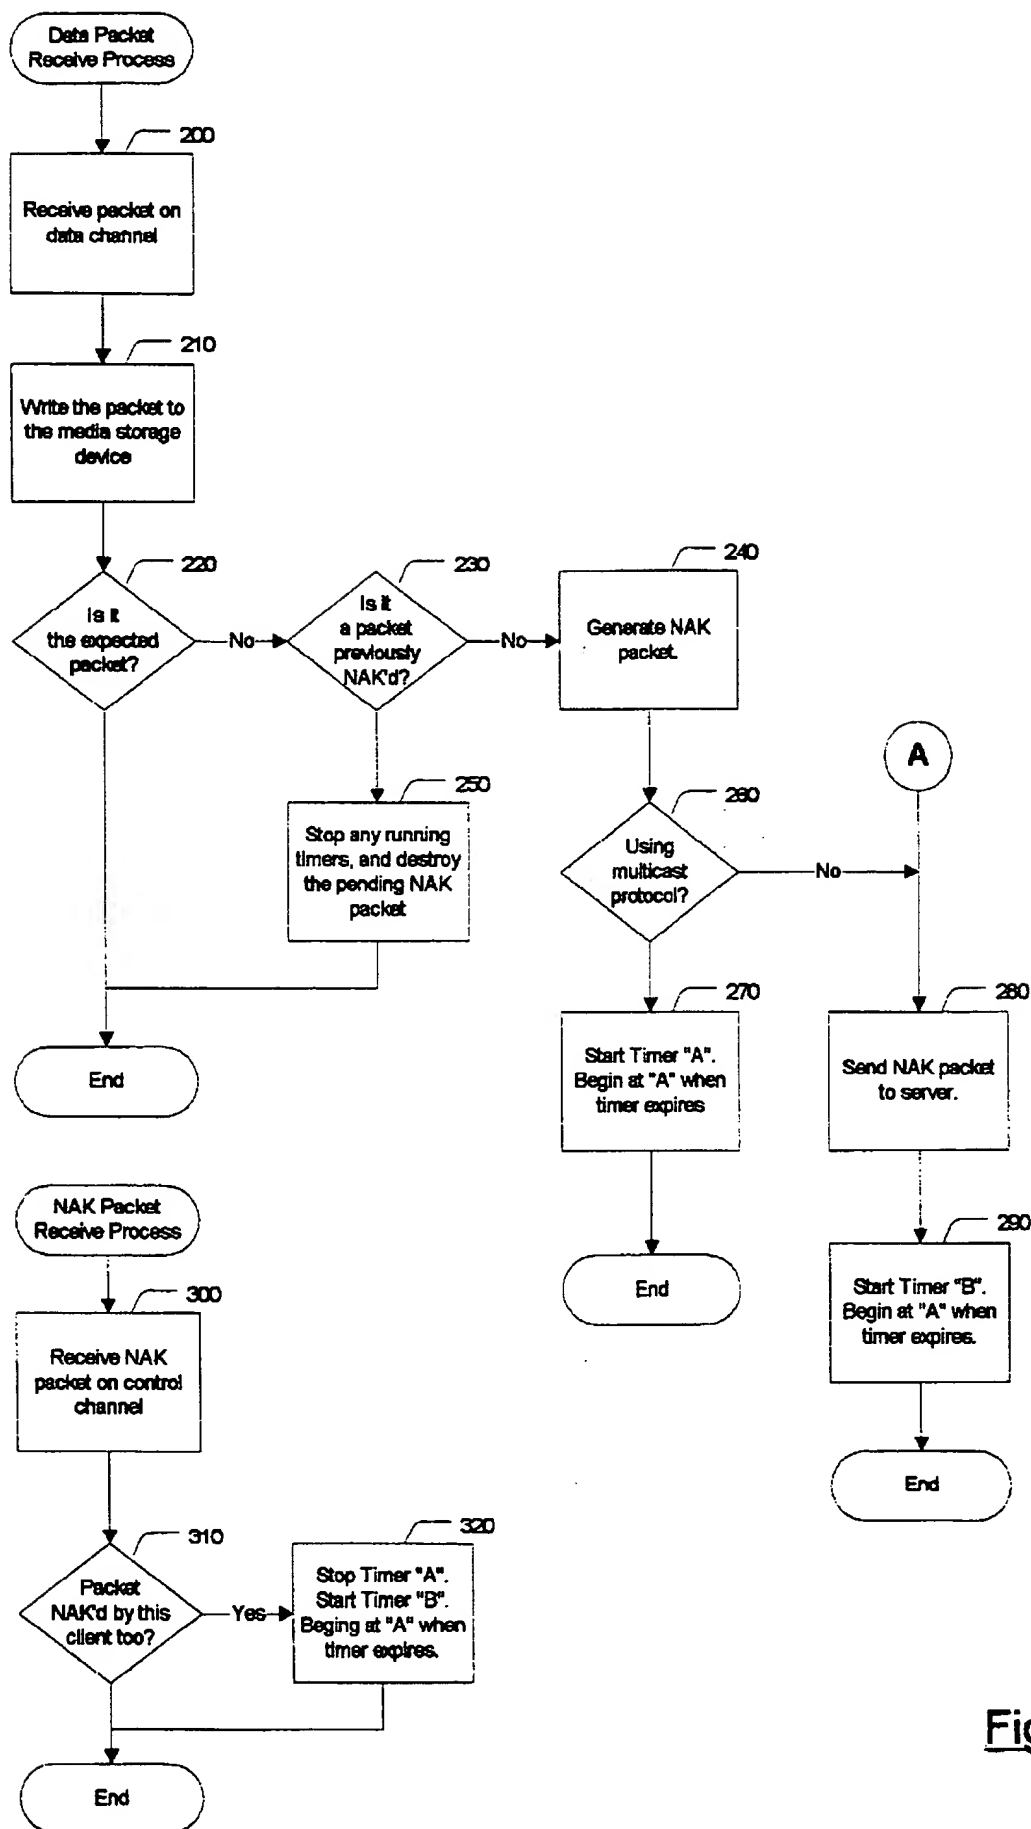 Data Packet
Receive Process
200
Receive packet on
data channel
210
Write the packet to
the media storage
device
220
Is it
the expected
packet?
No
230
Is it
a packet
previously
NAK'd?
No
240
Generate NAK
packet.
250
Stop any running
timers, and destroy
the pending NAK
packet
End
260
Using
multicast
protocol?
No
A
270
Start Timer "A".
Begin at "A" when
timer expires
End
280
Send NAK packet
to server.
290
Start Timer "B".
Begin at "A" when
timer expires.
End
NAK Packet
Receive Process
300
Receive NAK
packet on control
channel
310
Packet
NAK'd by this
client too?
Yes
320
Stop Timer "A".
Start Timer "B".
Beging at "A" when
timer expires.
End
Fig